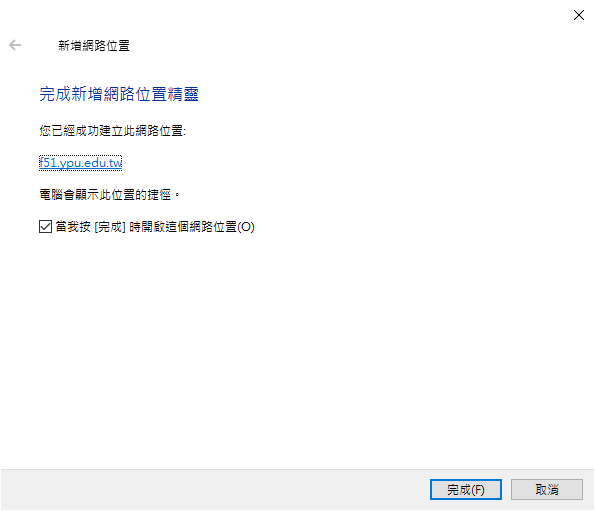 新增網路位置
完成新增網路位置精靈
您已經成功建立此網路位置:
f51.ypu.edu.tw
電腦會顯示此位置的捷徑。
當我按 [完成] 時開啟這個網路位置(O)
完成(F)
取消